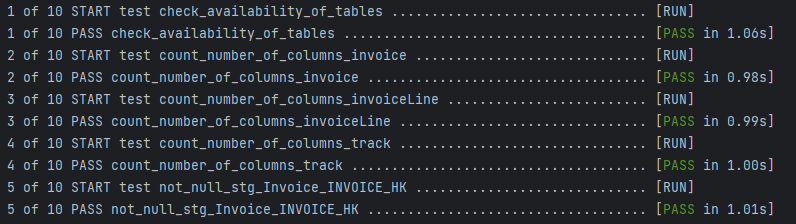 1 of 10 START test check_availability_of_tables ................................ [RUN]
1 of 10 PASS check_availability_of_tables ...................................... [PASS in 1.06s]
2 of 10 START test count_number_of_columns_invoice ............................. [RUN]
2 of 10 PASS count_number_of_columns_invoice ................................... [PASS in 0.98s]
3 of 10 START test count_number_of_columns_invoiceLine ......................... [RUN]
3 of 10 PASS count_number_of_columns_invoiceLine ............................... [PASS in 0.99s]
4 of 10 START test count_number_of_columns_track ............................... [RUN]
4 of 10 PASS count_number_of_columns_track ..................................... [PASS in 1.00s]
5 of 10 START test not_null_stg_Invoice_INVOICE_HK ............................. [RUN]
5 of 10 PASS not_null_stg_Invoice_INVOICE_HK ................................... [PASS in 1.01s]